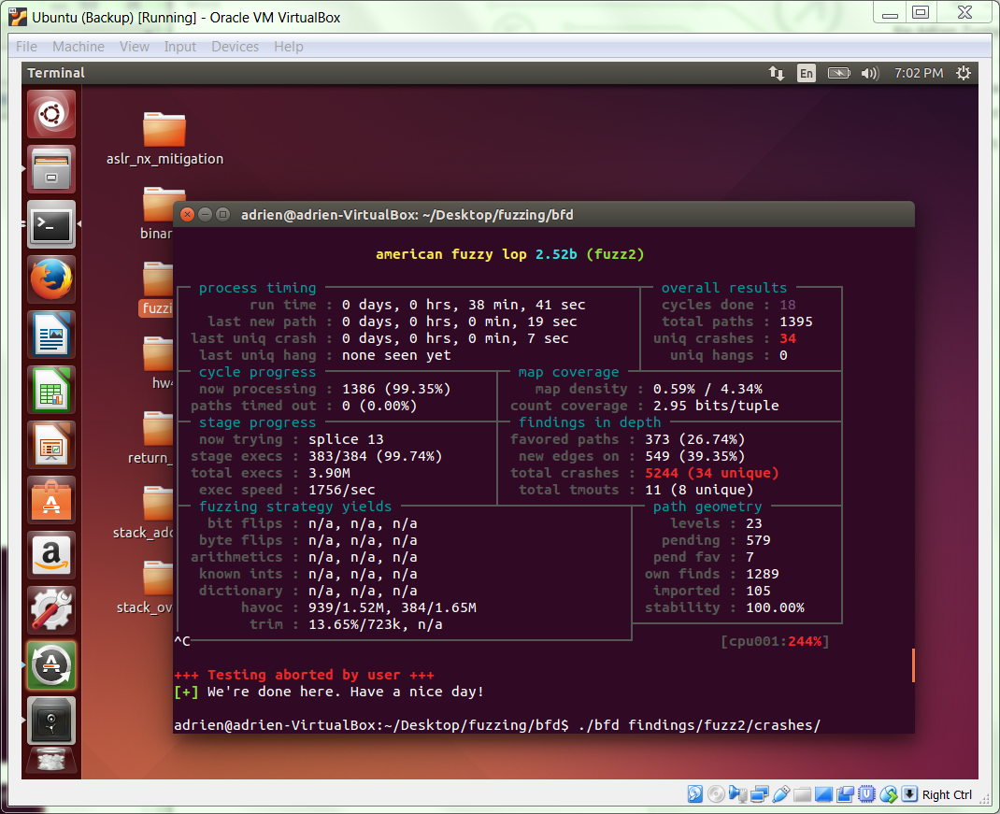 Ubuntu (Backup) [Running] - Oracle VM VirtualBox
File Machine View Input Devices Help
Terminal
En
7:02 PM
aslr_nx_mitigation
binar
fuzzi
hw4
return_
stack_ado
stack_ov
adrien@adrien-VirtualBox: ~/Desktop/fuzzing/bfd
american fuzzy lop 2.52b (fuzz2)
process timing
run time : 0 days, 0 hrs, 38 min, 41 sec
last new path : 0 days, 0 hrs, 0 min, 19 sec
last uniq crash : 0 days, 0 hrs, 0 min, 7 sec
last uniq hang : none seen yet
overall results
cycles done : 18
total paths : 1395
uniq crashes : 34
uniq hangs : 0
cycle progress
now processing : 1386 (99.35%)
paths timed out : 0 (0.00%)
map coverage
map density : 0.59% / 4.34%
count coverage : 2.95 bits/tuple
stage progress
now trying : splice 13
stage execs : 383/384 (99.74%)
total execs : 3.90M
exec speed : 1756/sec
findings in depth
favored paths : 373 (26.74%)
new edges on : 549 (39.35%)
total crashes : 5244 (34 unique)
total tmouts : 11 (8 unique)
fuzzing strategy yields
bit flips : n/a, n/a, n/a
byte flips : n/a, n/a, n/a
arithmetics : n/a, n/a, n/a
known ints : n/a, n/a, n/a
dictionary : n/a, n/a, n/a
havoc : 939/1.52M, 384/1.65M
trim : 13.65%/723k, n/a
path geometry
levels : 23
pending : 579
pend fav : 7
own finds : 1289
imported : 105
stability : 100.00%
^C
[cpu001:244%]
+++ Testing aborted by user +++
[+] We're done here. Have a nice day!
adrien@adrien-VirtualBox:~/Desktop/fuzzing/bfd$ ./bfd findings/fuzz2/crashes/
Right Ctrl